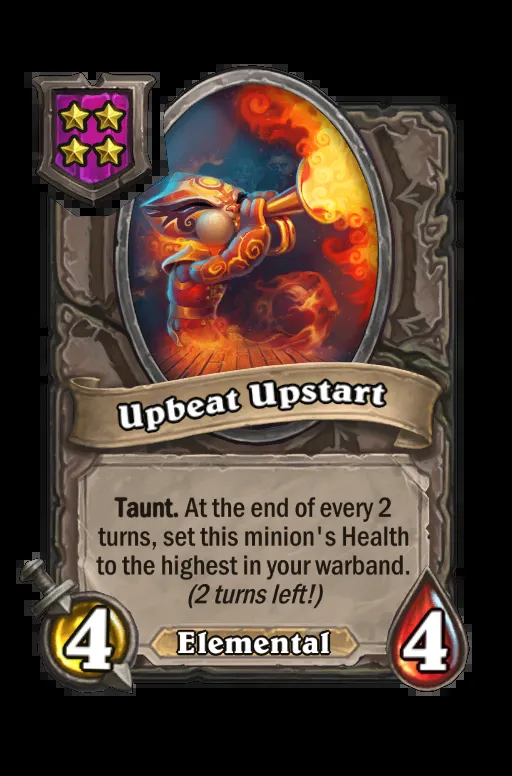 Upbeat Upstart
Taunt. At the end of every 2
turns, set this minion's Health
to the highest in your warband.
(2 turns left!)
4
Elemental
4